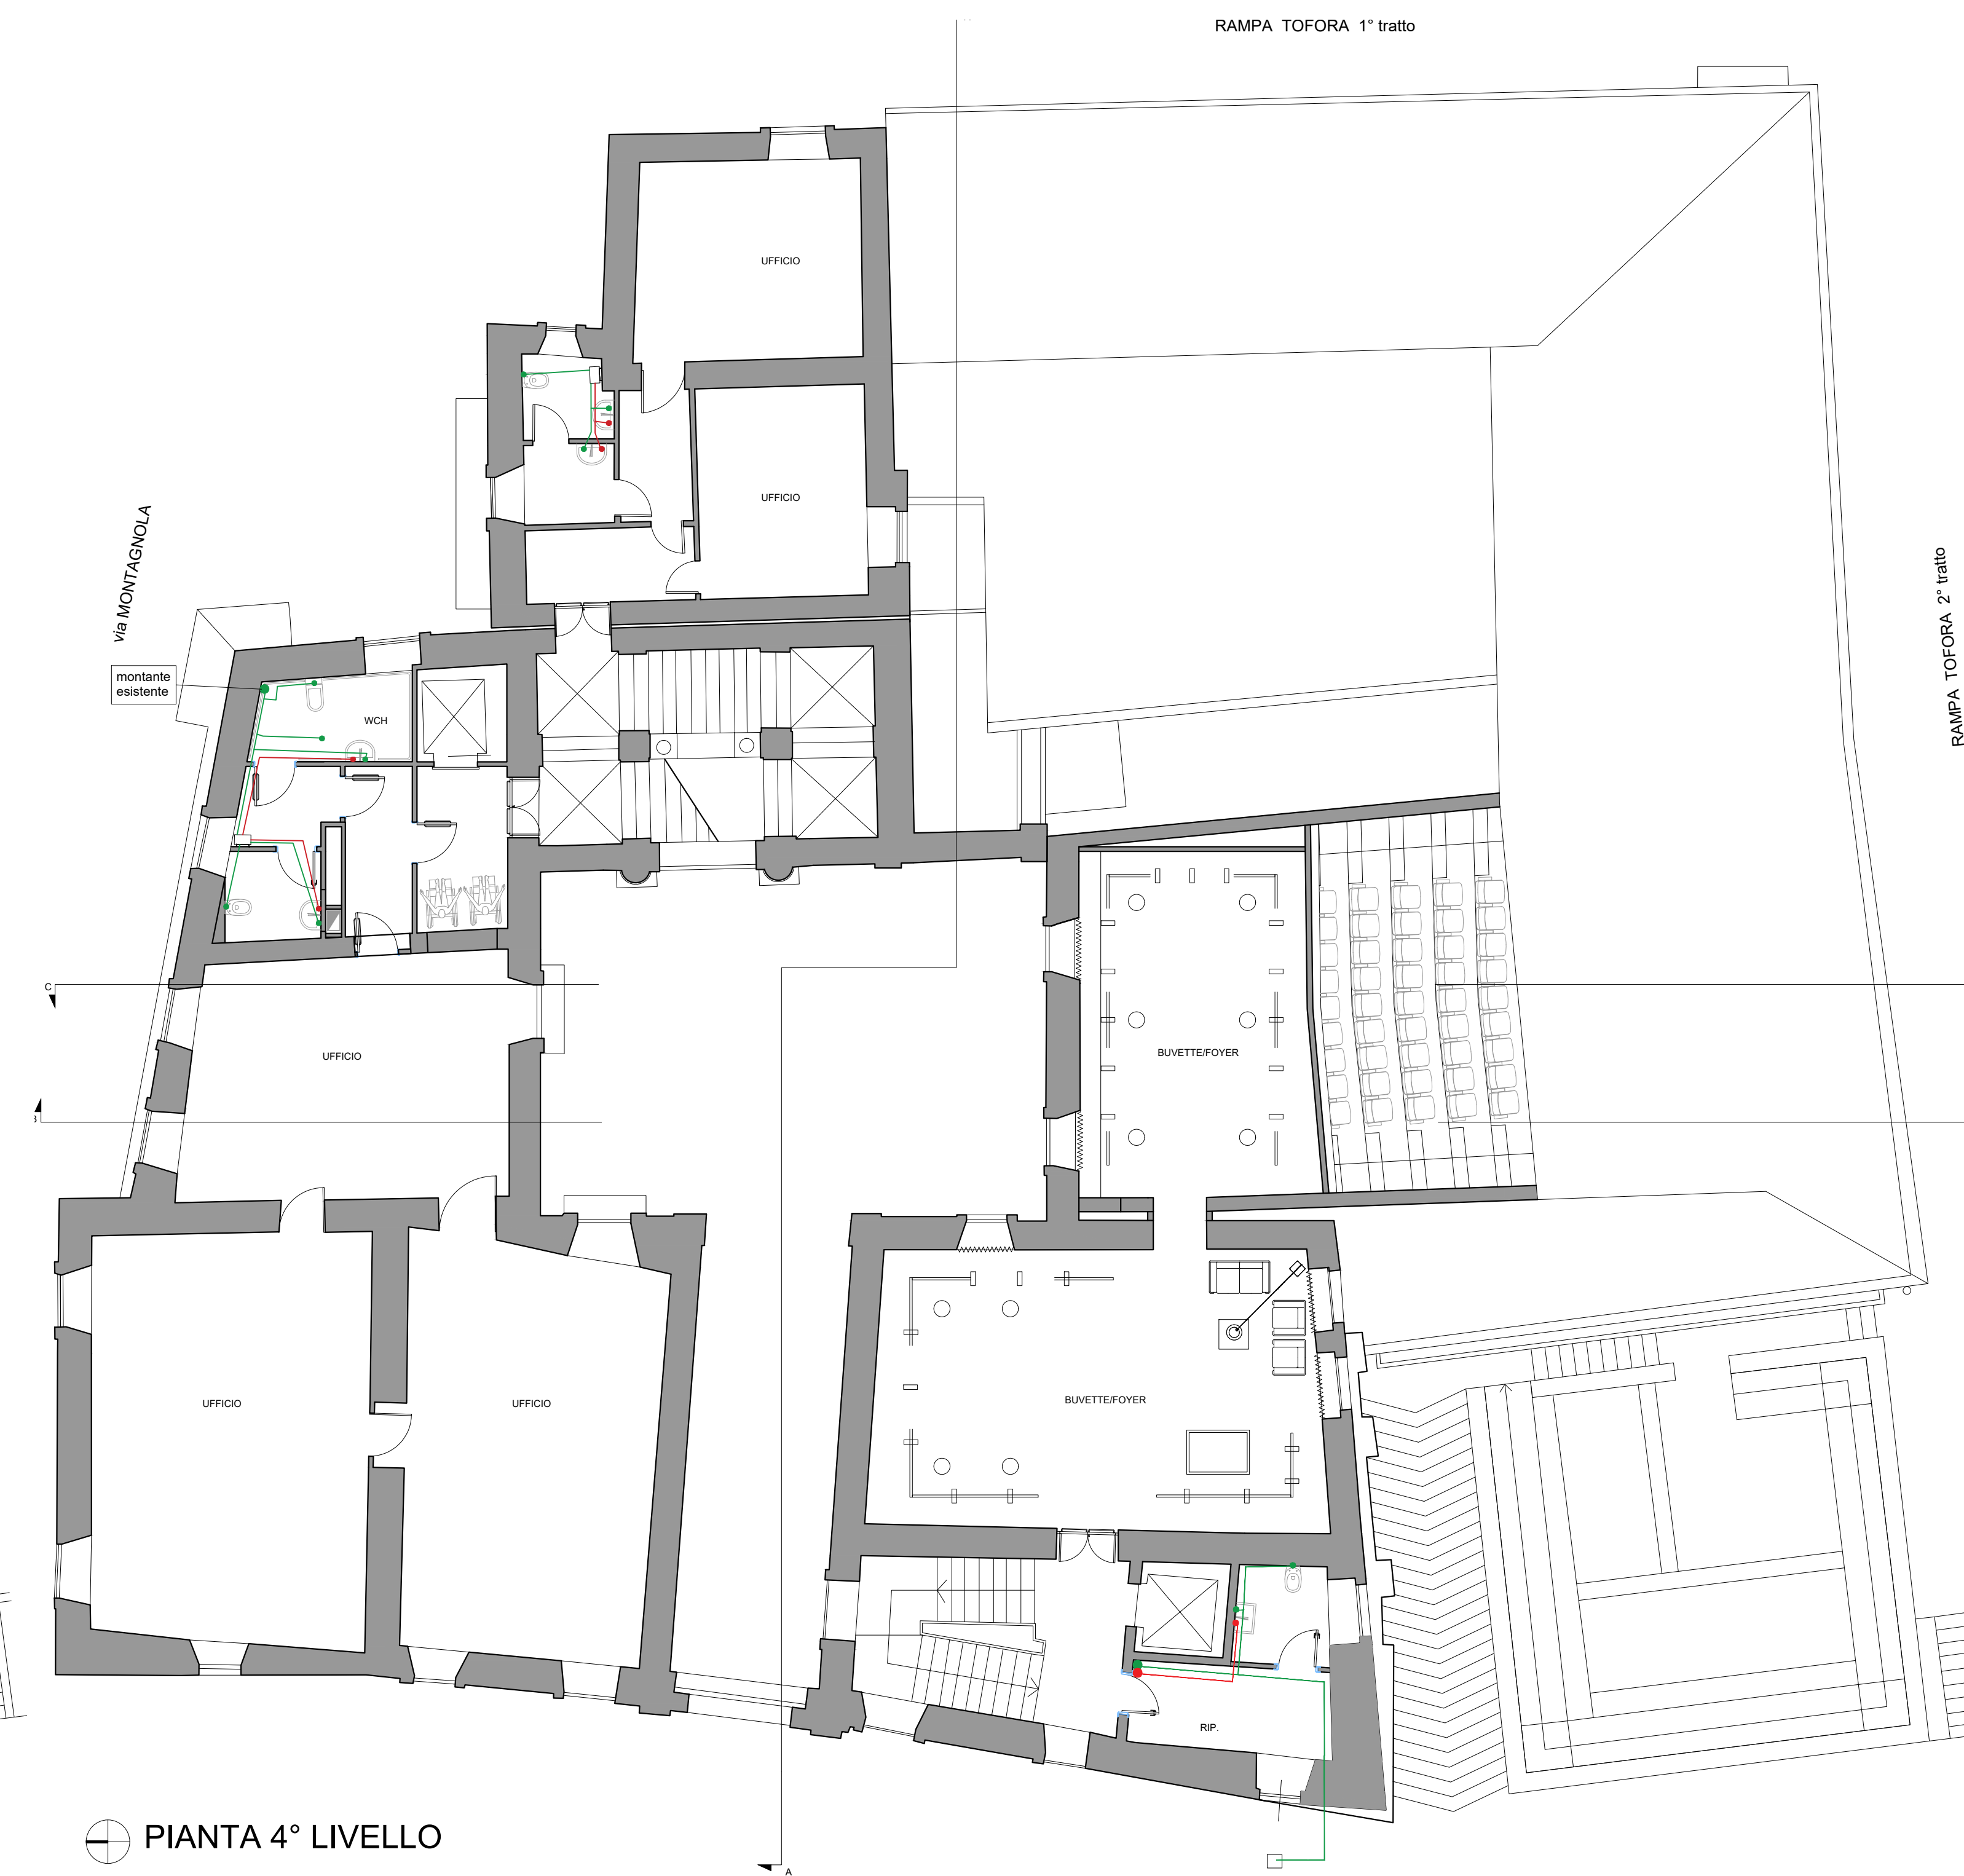 RAMPA TOFORA 1° tratto
UFFICIO
UFFICIO
via MONTAGNOLA
RAMPA TOFORA 2° tratto
montante
esistente
WCH
C
UFFICIO
BUVETTE/FOYER
UFFICIO
UFFICIO
BUVETTE/FOYER
RIP.
PIANTA 4° LIVELLO
A